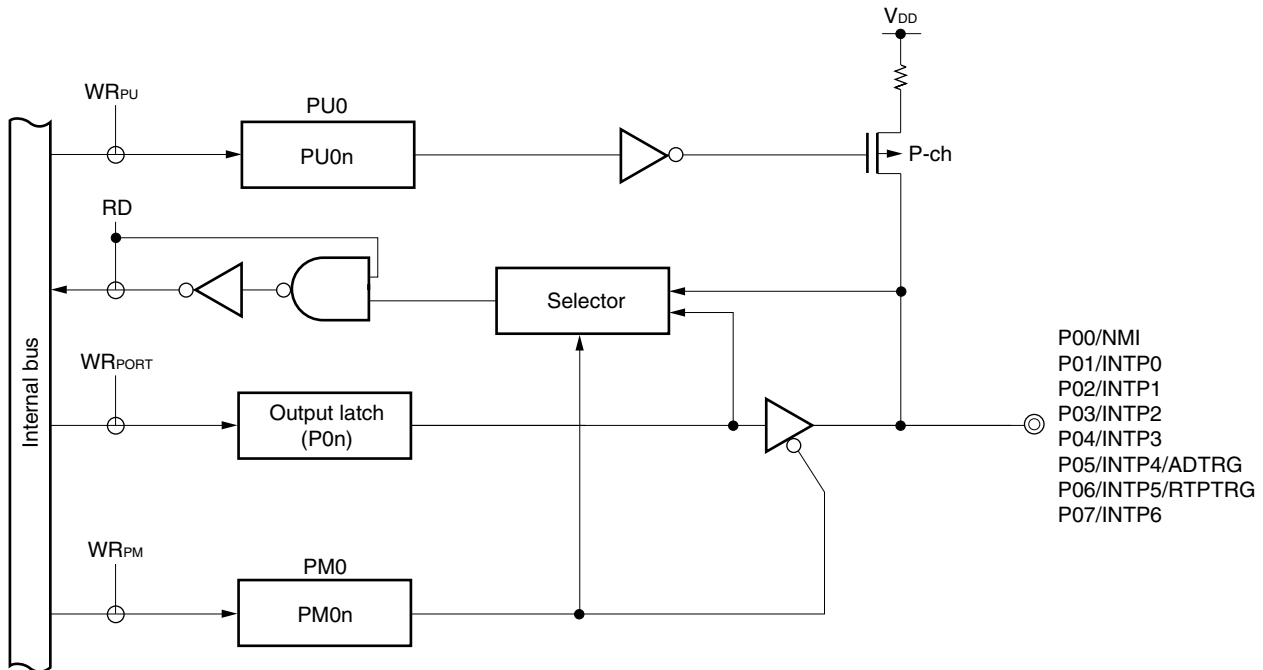 VDD
WRPU
PU0
PU0n
P-ch
RD
Selector
WRPORT
Output latch
(P0n)
Internal bus
P00/NMI
P01/INTP0
P02/INTP1
P03/INTP2
P04/INTP3
P05/INTP4/ADTRG
P06/INTP5/RTPTRG
P07/INTP6
WRPM
PM0
PM0n